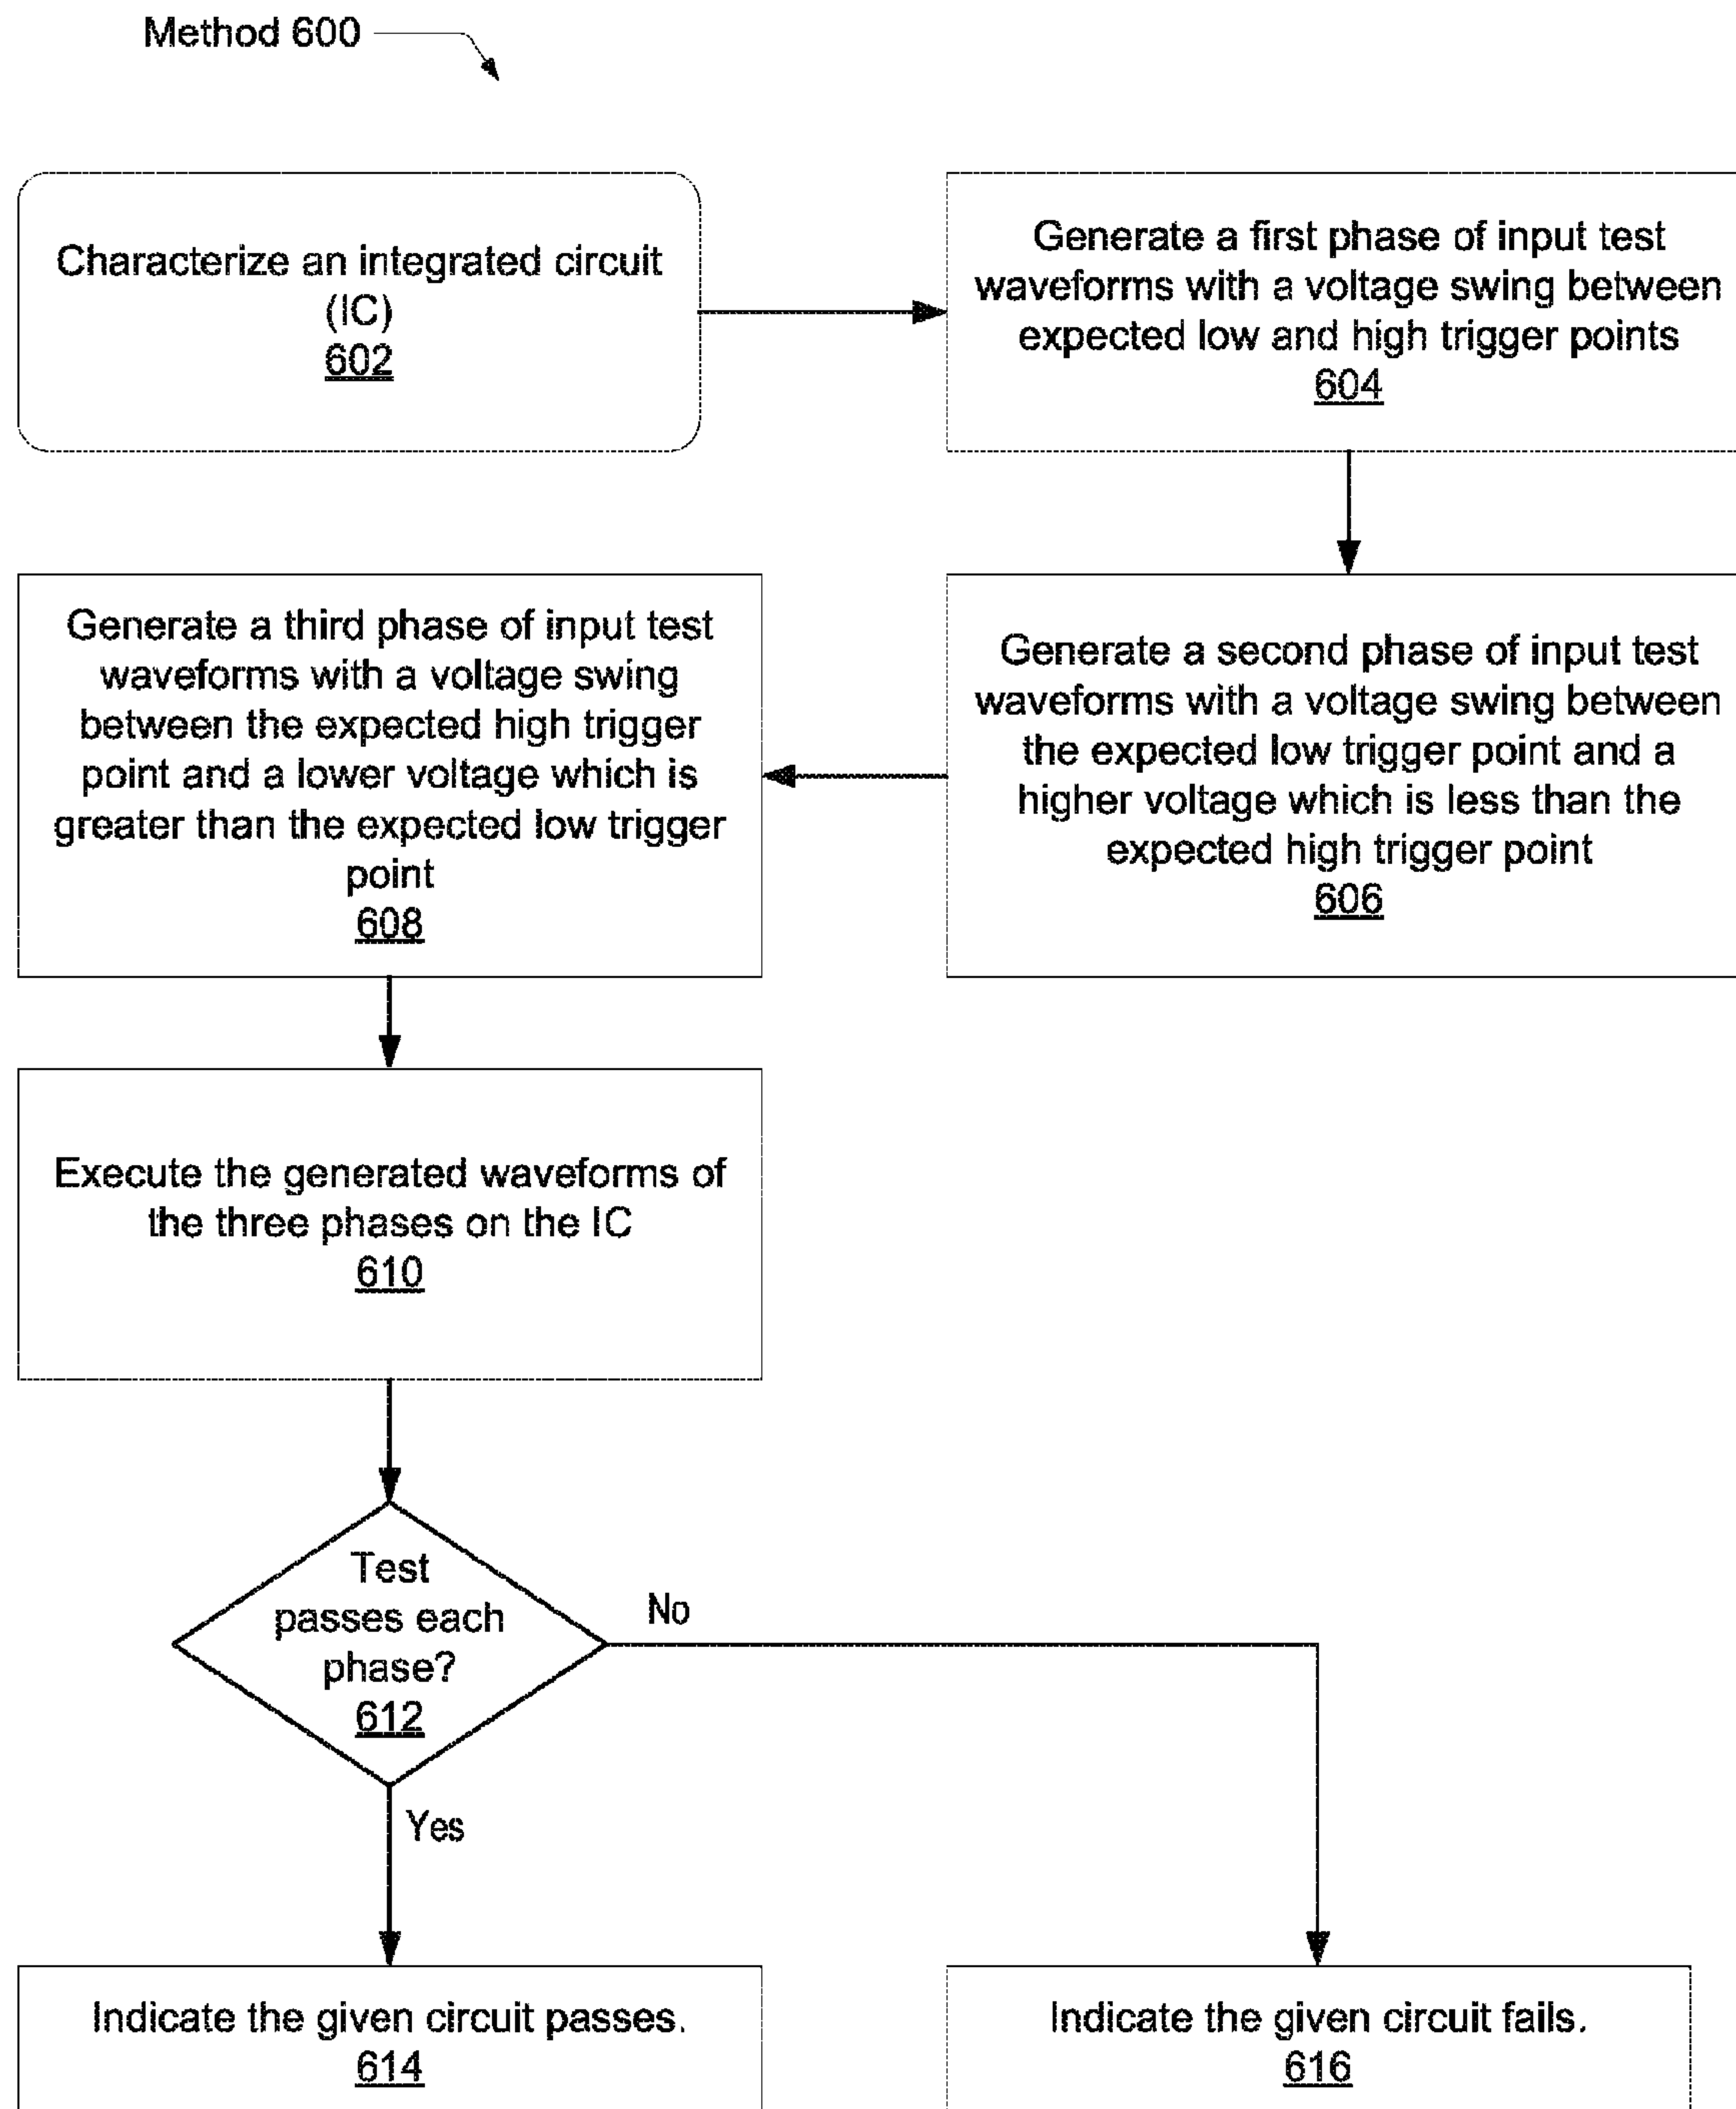 Method 600
Characterize an integrated circuit
(IC)
602
Generate a first phase of input test
waveforms with a voltage swing between
expected low and high trigger points
604
Generate a second phase of input test
waveforms with a voltage swing between
the expected low trigger point and a
higher voltage which is less than the
expected high trigger point
606
Generate a third phase of input test
waveforms with a voltage swing
between the expected high trigger
point and a lower voltage which is
greater than the expected low trigger
point
608
Execute the generated waveforms of
the three phases on the IC
610
Test
passes each
phase?
612
No
Yes
Indicate the given circuit passes.
614
Indicate the given circuit fails.
616